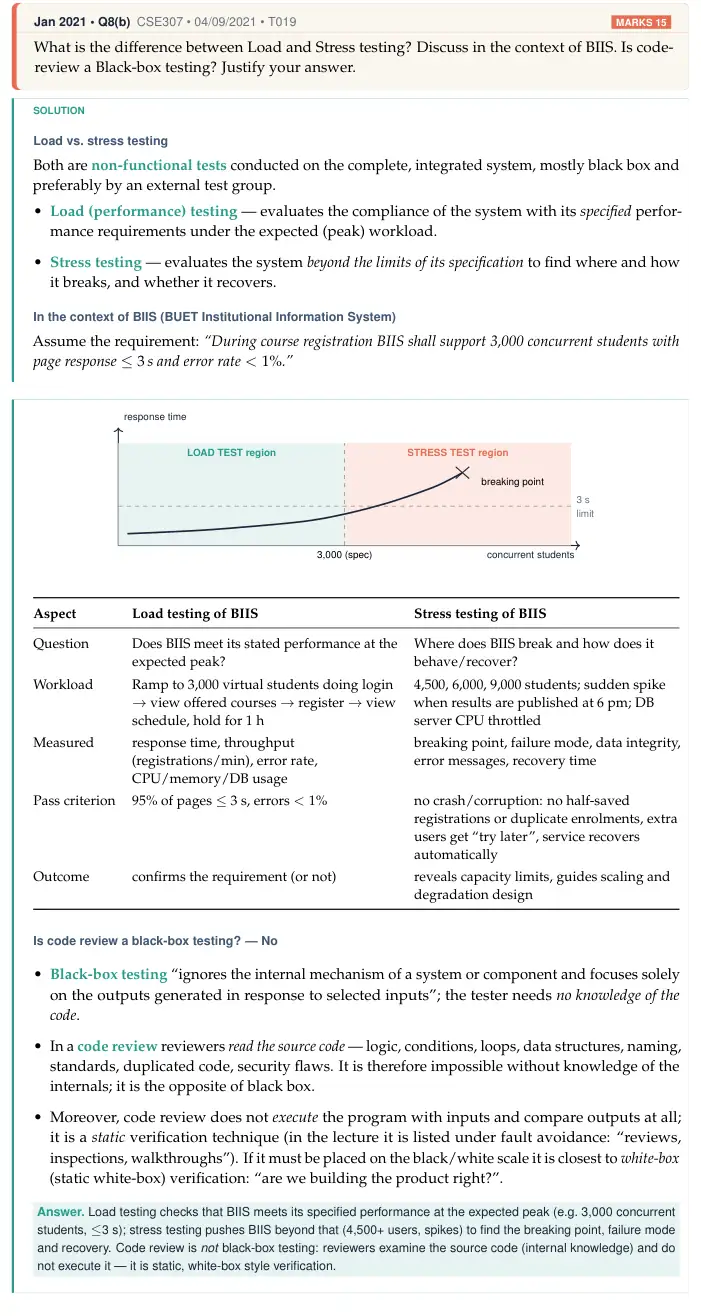 Jan 2021 • Q8(b) CSE307 • 04/09/2021 • T019
MARKS 15
What is the difference between Load and Stress testing? Discuss in the context of BIIS. Is code-
review a Black-box testing? Justify your answer.
SOLUTION
Load vs. stress testing
Both are non-functional tests conducted on the complete, integrated system, mostly black box and
preferably by an external test group.
• Load (performance) testing — evaluates the compliance of the system with its specified perfor-
mance requirements under the expected (peak) workload.
• Stress testing — evaluates the system beyond the limits of its specification to find where and how
it breaks, and whether it recovers.
In the context of BIIS (BUET Institutional Information System)
Assume the requirement: “During course registration BIIS shall support 3,000 concurrent students with
page response ≤ 3 s and error rate < 1%.”
response time
LOAD TEST region
STRESS TEST region
breaking point
3 s
limit
3,000 (spec)
concurrent students
Aspect Load testing of BIIS Stress testing of BIIS
Question Does BIIS meet its stated performance at the Where does BIIS break and how does it
expected peak? behave/recover?
Workload Ramp to 3,000 virtual students doing login 4,500, 6,000, 9,000 students; sudden spike
→ view offered courses → register → view when results are published at 6 pm; DB
schedule, hold for 1 h server CPU throttled
Measured response time, throughput breaking point, failure mode, data integrity,
(registrations/min), error rate, error messages, recovery time
CPU/memory/DB usage
Pass criterion 95% of pages ≤ 3 s, errors < 1% no crash/corruption: no half-saved
registrations or duplicate enrolments, extra
users get “try later”, service recovers
automatically
Outcome confirms the requirement (or not) reveals capacity limits, guides scaling and
degradation design
Is code review a black-box testing? — No
• Black-box testing “ignores the internal mechanism of a system or component and focuses solely
on the outputs generated in response to selected inputs”; the tester needs no knowledge of the
code.
• In a code review reviewers read the source code — logic, conditions, loops, data structures, naming,
standards, duplicated code, security flaws. It is therefore impossible without knowledge of the
internals; it is the opposite of black box.
• Moreover, code review does not execute the program with inputs and compare outputs at all;
it is a static verification technique (in the lecture it is listed under fault avoidance: “reviews,
inspections, walkthroughs”). If it must be placed on the black/white scale it is closest to white-box
(static white-box) verification: “are we building the product right?”.
Answer. Load testing checks that BIIS meets its specified performance at the expected peak (e.g. 3,000 concurrent
students, ≤3 s); stress testing pushes BIIS beyond that (4,500+ users, spikes) to find the breaking point, failure mode
and recovery. Code review is not black-box testing: reviewers examine the source code (internal knowledge) and do
not execute it — it is static, white-box style verification.